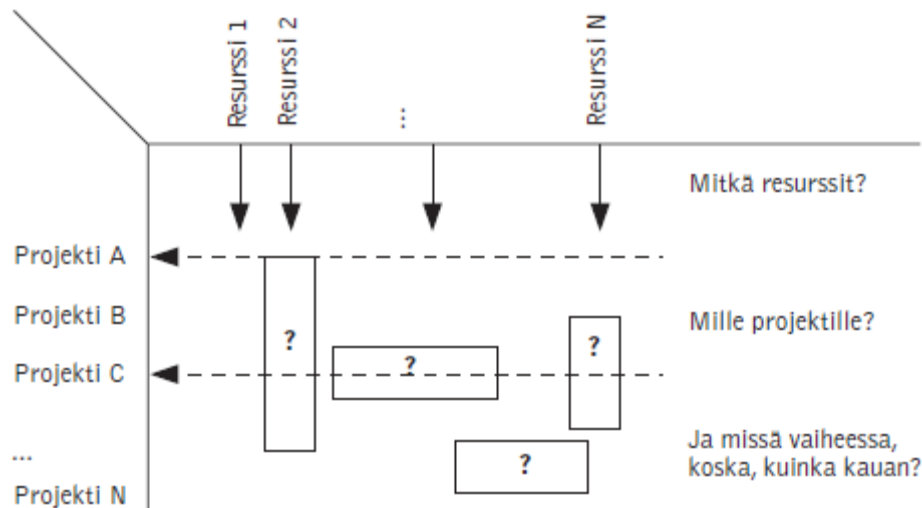 Resurssi 1
Resurssi 2
...
Resurssi N
Mitkä resurssit?
Projekti A
Projekti B
?
?
Mille projektille?
Projekti C
?
Ja missä vaiheessa,
koska, kuinka kauan?
...
?
Projekti N